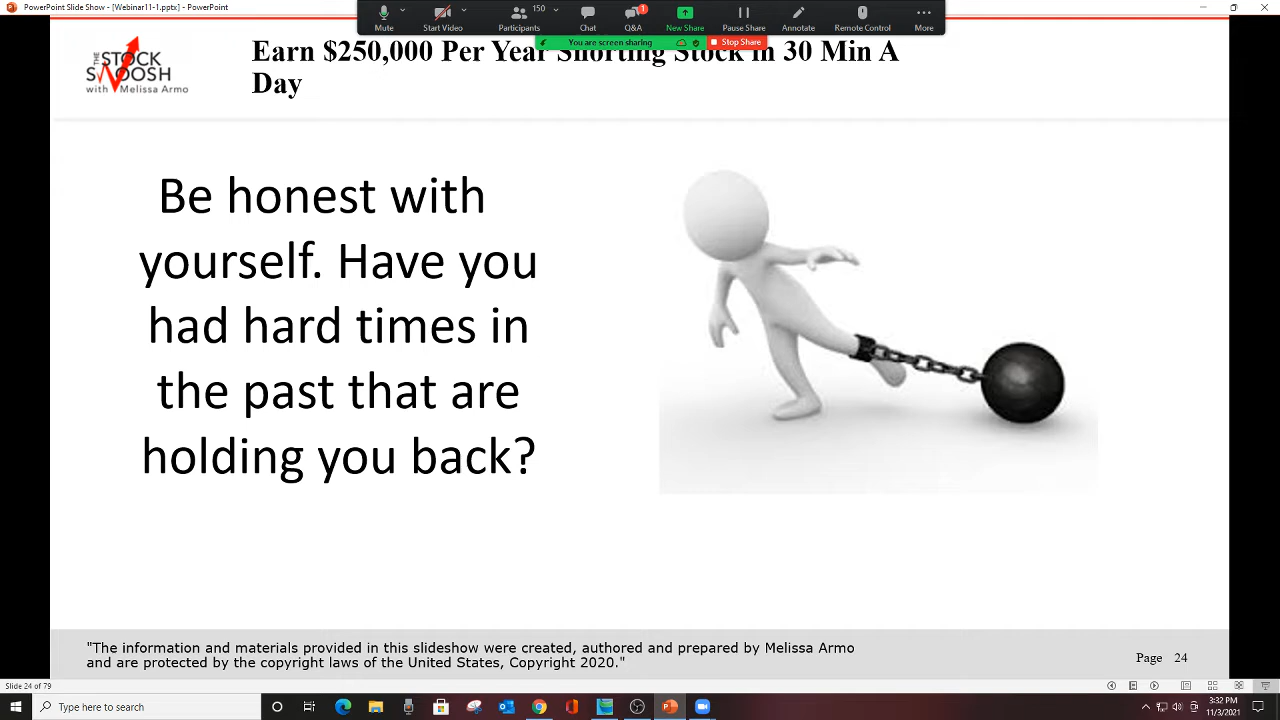 PowerPoint Slide Show - [Webinar11-1.pptx] - PowerPoint
150
1
Mute
Start Video
Participants
Chat
Q&A
New Share
Pause Share
Annotate
Remote Control
More
You are screen sharing
Stop Share
THE
STOCK
SWOOSH
with Melissa Armo
Earn $250,000 Per Year Shorting Stock in 30 Min A
Day
Be honest with
yourself. Have you
had hard times in
the past that are
holding you back?
"The information and materials provided in this slideshow were created, authored and prepared by Melissa Armo
and are protected by the copyright laws of the United States, Copyright 2020."
Page 24
Slide 24 of 79
Type here to search
3:32 PM
11/3/2021